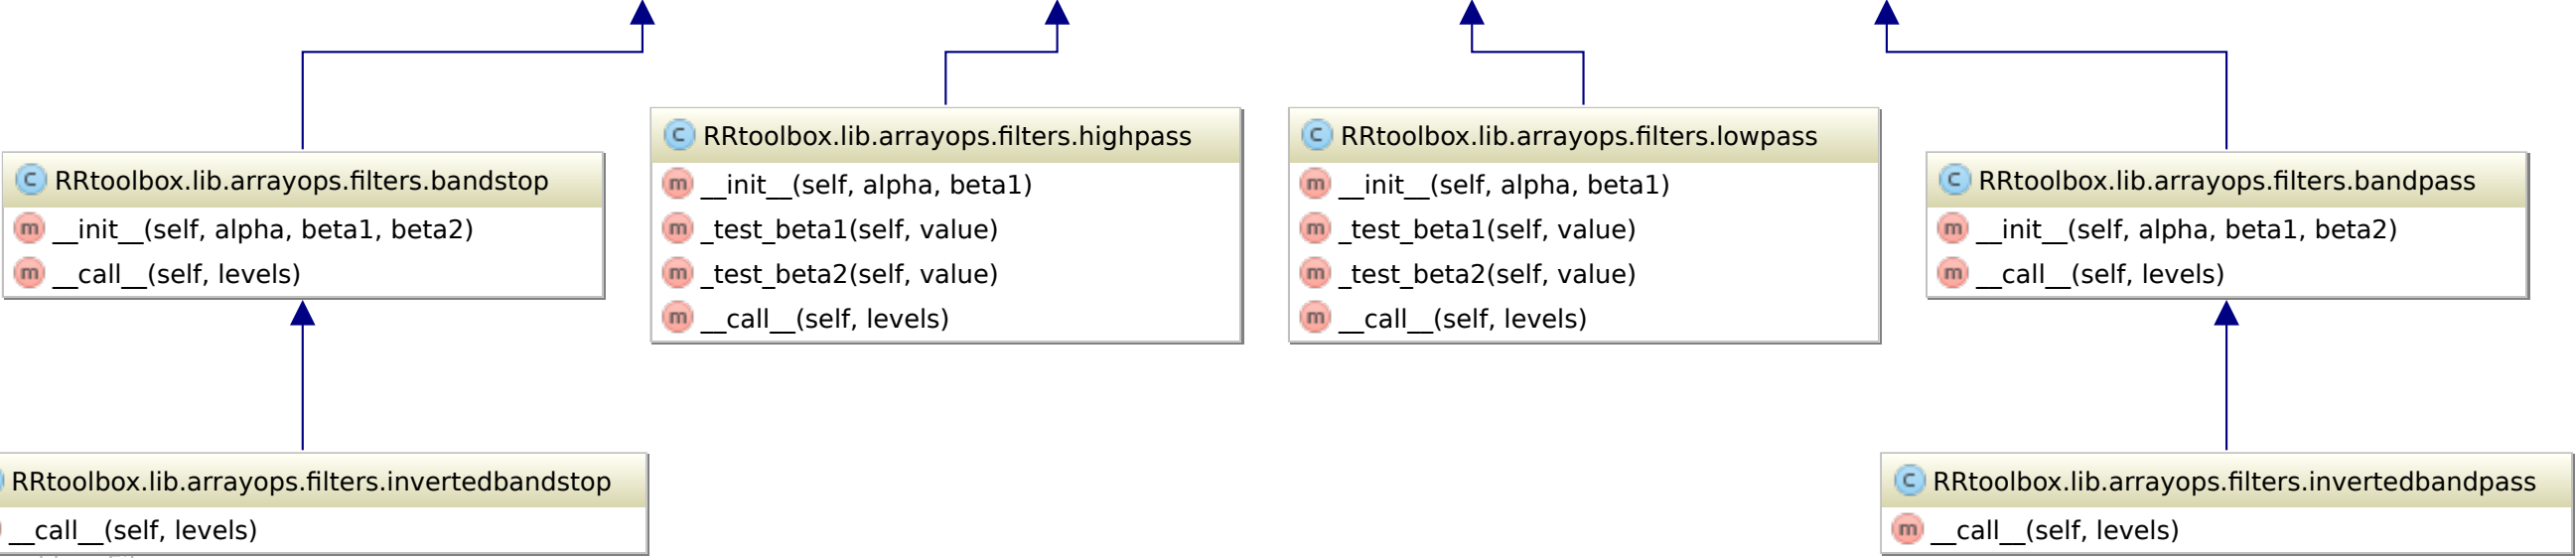 RRtoolbox.lib.arrayops.filters.bandstop
__init__(self, alpha, beta1, beta2)
__call__(self, levels)
RRtoolbox.lib.arrayops.filters.highpass
__init__(self, alpha, beta1)
_test_beta1(self, value)
_test_beta2(self, value)
__call__(self, levels)
RRtoolbox.lib.arrayops.filters.lowpass
__init__(self, alpha, beta1)
_test_beta1(self, value)
_test_beta2(self, value)
__call__(self, levels)
RRtoolbox.lib.arrayops.filters.bandpass
__init__(self, alpha, beta1, beta2)
__call__(self, levels)
RRtoolbox.lib.arrayops.filters.invertedbandstop
__call__(self, levels)
RRtoolbox.lib.arrayops.filters.invertedbandpass
__call__(self, levels)